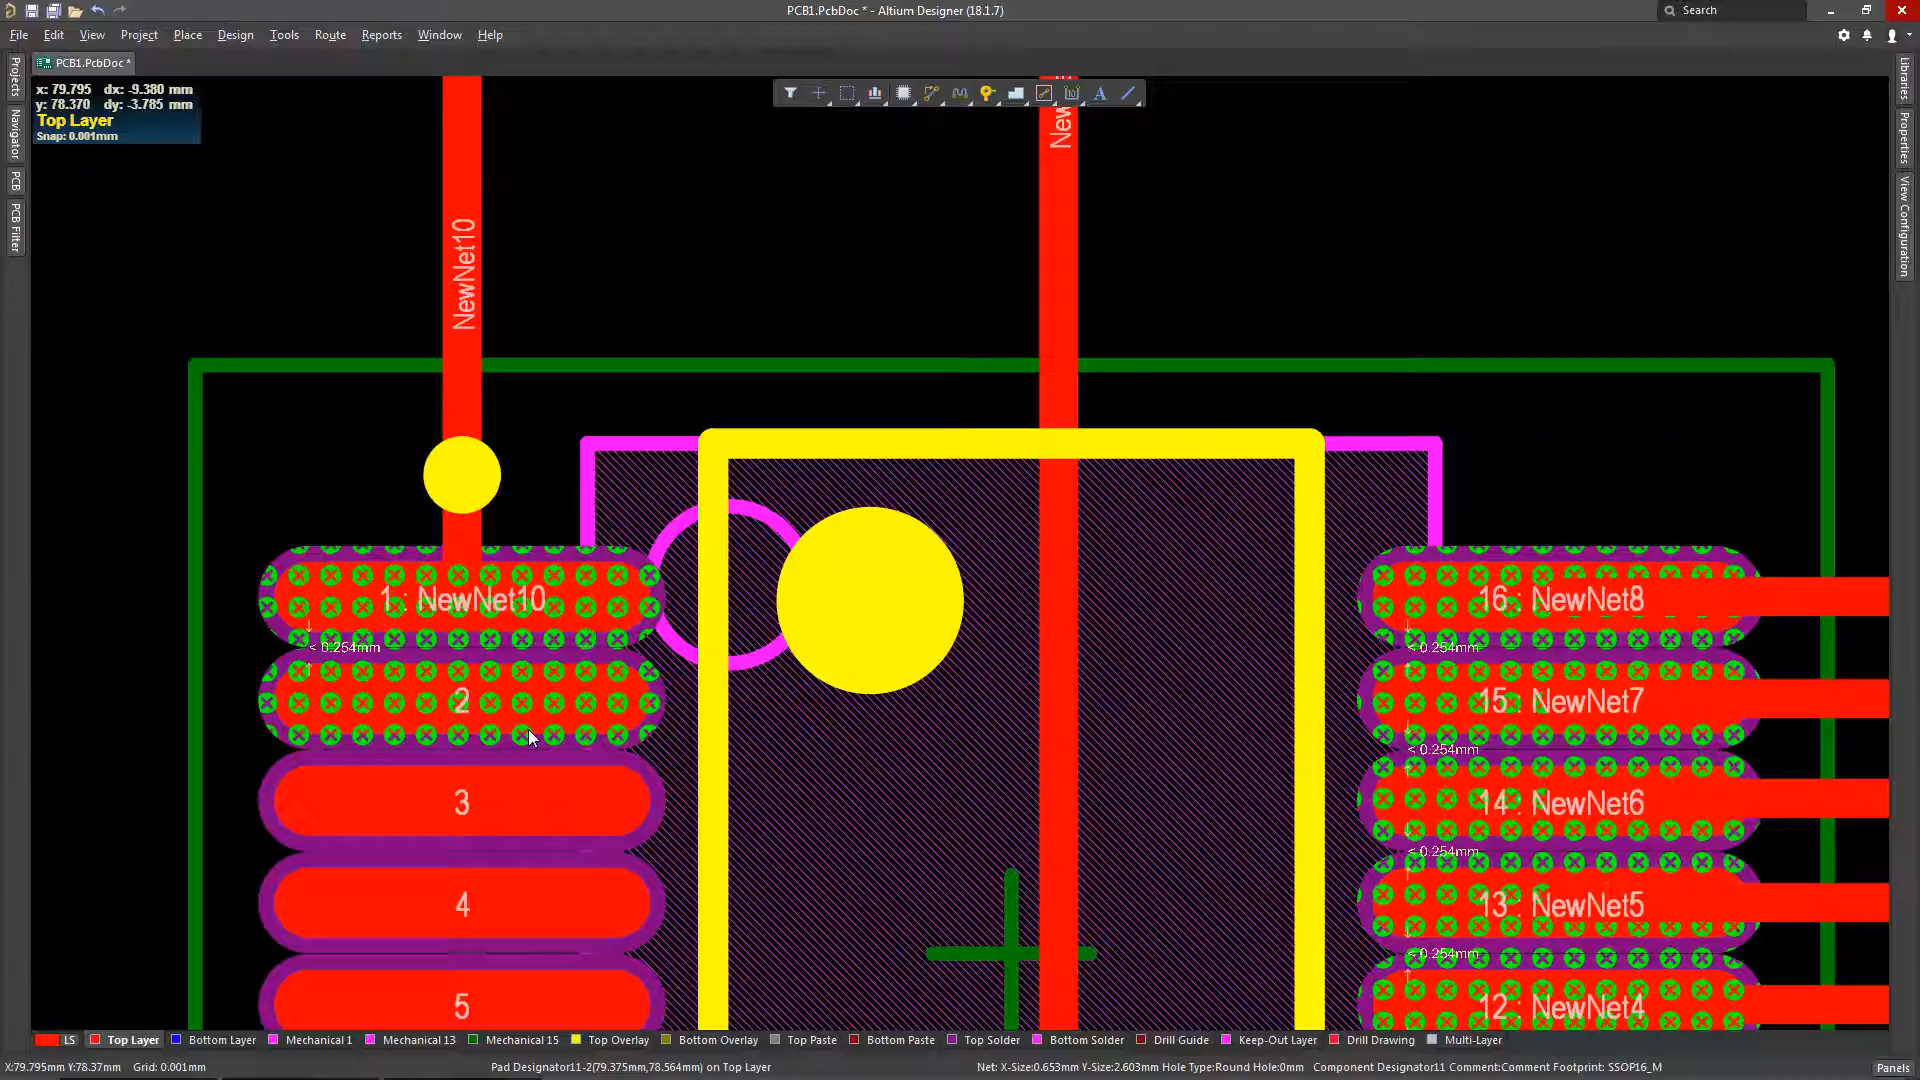 PCB1.PcbDoc * - Altium Designer (18.1.7)
Search
File Edit View Project Place Design Tools Route Reports Window Help
PCB1.PcbDoc *
x: 79.795 dx: -9.380 mm
y: 78.370 dy: -3.785 mm
Top Layer
Snap: 0.001mm
Projects
Navigator
PCB
PCB Filter
Libraries
Properties
View Configuration
NewNet10
New
1 : NewNet10
< 0.254mm
2
3
4
5
16 : NewNet8
< 0.254mm
15 : NewNet7
< 0.254mm
14 : NewNet6
< 0.254mm
13 : NewNet5
< 0.254mm
12 : NewNet4
LS Top Layer Bottom Layer Mechanical 1 Mechanical 13 Mechanical 15 Top Overlay Bottom Overlay Top Paste Bottom Paste Top Solder Bottom Solder Drill Guide Keep-Out Layer Drill Drawing Multi-Layer
X:79.795mm Y:78.37mm Grid: 0.001mm Pad Designator11-2(79.375mm,78.564mm) on Top Layer Net: X-Size:0.653mm Y-Size:2.603mm Hole Type:Round Hole:0mm Component Designator11 Comment:Comment Footprint: SSOP16_M Panels